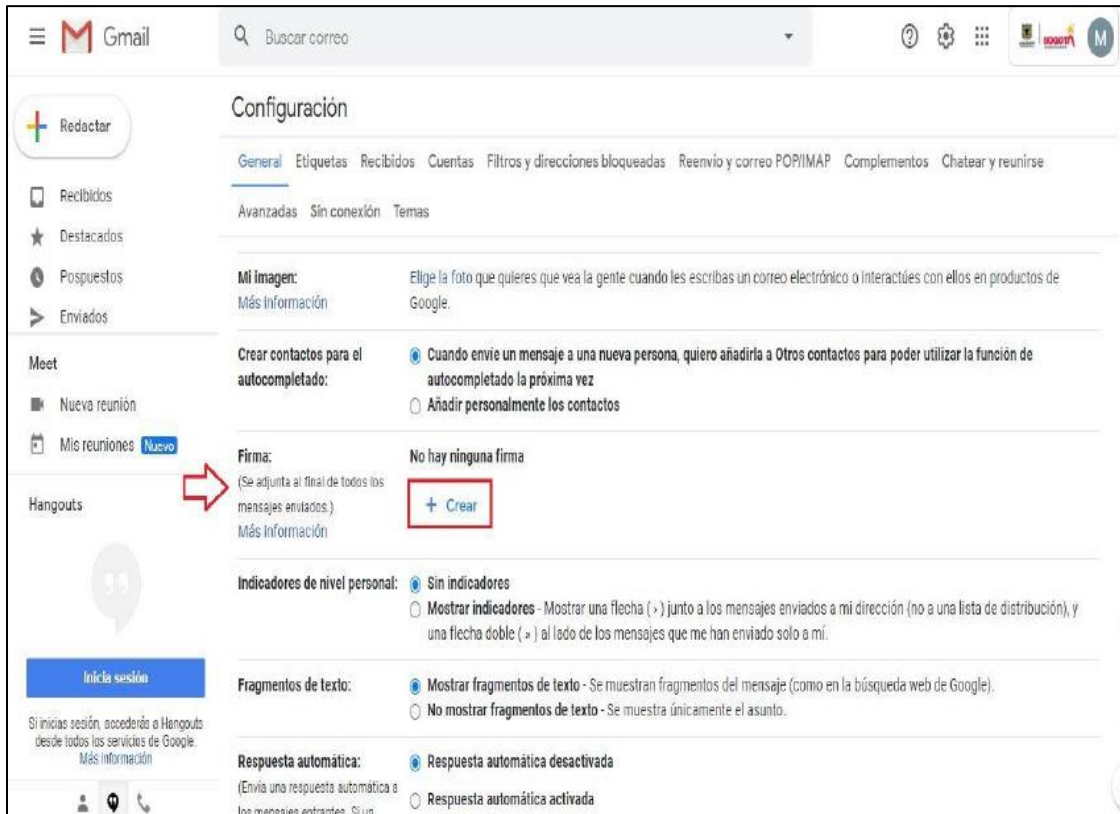 Gmail
Buscar correo
BOGOTÁ
M
Redactar
Recibidos
Destacados
Pospuestos
Enviados
Meet
Nueva reunión
Mis reuniones Nuevo
Hangouts
Inicia sesión
Si inicias sesión, accederás a Hangouts
desde todos los servicios de Google.
Más información
Configuración
General Etiquetas Recibidos Cuentas Filtros y direcciones bloqueadas Reenvío y correo POP/IMAP Complementos Chatear y reunirse
Avanzadas Sin conexión Temas
Mi imagen:
Más información
Elige la foto que quieres que vea la gente cuando les escribas un correo electrónico o interactúes con ellos en productos de
Google.
Crear contactos para el
autocompletado:
Cuando envíe un mensaje a una nueva persona, quiero añadirla a Otros contactos para poder utilizar la función de
autocompletado la próxima vez
Añadir personalmente los contactos
Firma:
(Se adjunta al final de todos los
mensajes enviados.)
Más información
No hay ninguna firma
+ Crear
Indicadores de nivel personal:
Sin indicadores
Mostrar indicadores - Mostrar una flecha ( › ) junto a los mensajes enviados a mi dirección (no a una lista de distribución), y
una flecha doble ( » ) al lado de los mensajes que me han enviado solo a mí.
Fragmentos de texto:
Mostrar fragmentos de texto - Se muestran fragmentos del mensaje (como en la búsqueda web de Google).
No mostrar fragmentos de texto - Se muestra únicamente el asunto.
Respuesta automática:
(Envía una respuesta automática a
los mensajes entrantes. Si un
Respuesta automática desactivada
Respuesta automática activada